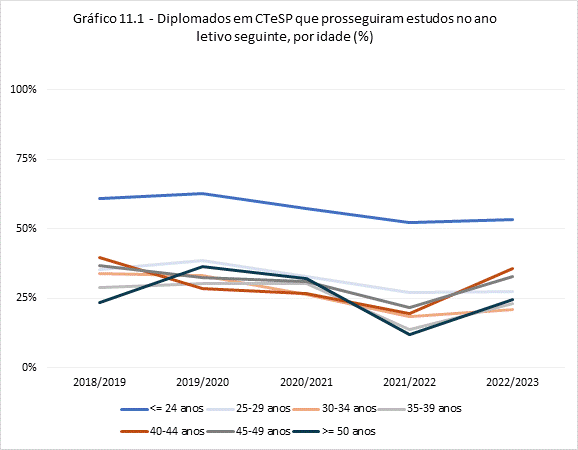 Gráfico 11.1 - Diplomados em CTeSP que prosseguiram estudos no ano
letivo seguinte, por idade (%)
100%
75%
50%
25%
0%
2018/2019 2019/2020 2020/2021 2021/2022 2022/2023
<= 24 anos 25-29 anos 30-34 anos 35-39 anos
40-44 anos 45-49 anos >= 50 anos